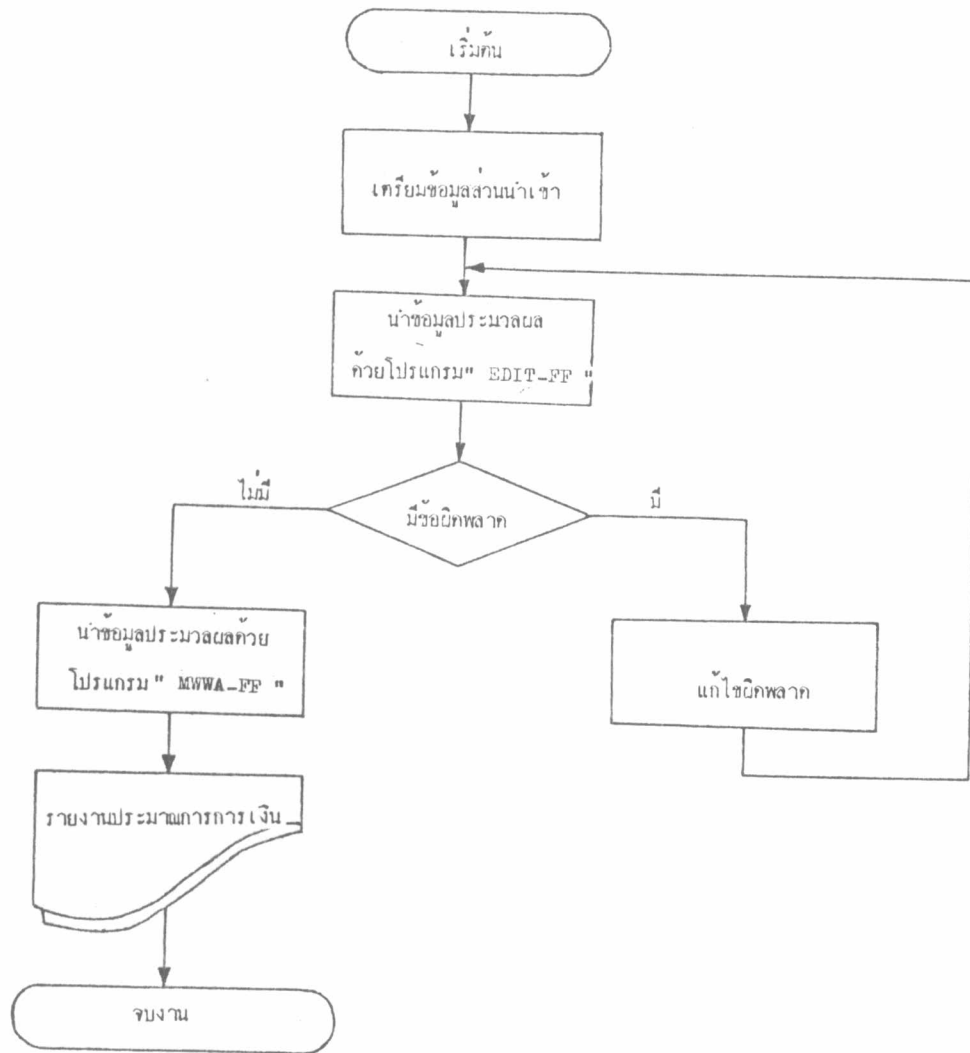 เริ่มต้น
เตรียมข้อมูลส่วนนำเข้า
นำข้อมูลประมวลผล
ด้วยโปรแกรม" EDIT-FF "
มีข้อผิดพลาด
ไม่มี
มี
นำข้อมูลประมวลผลด้วย
โปรแกรม" MWWA-FF "
แก้ไขผิดพลาด
รายงานประมาณการการเงิน
จบงาน